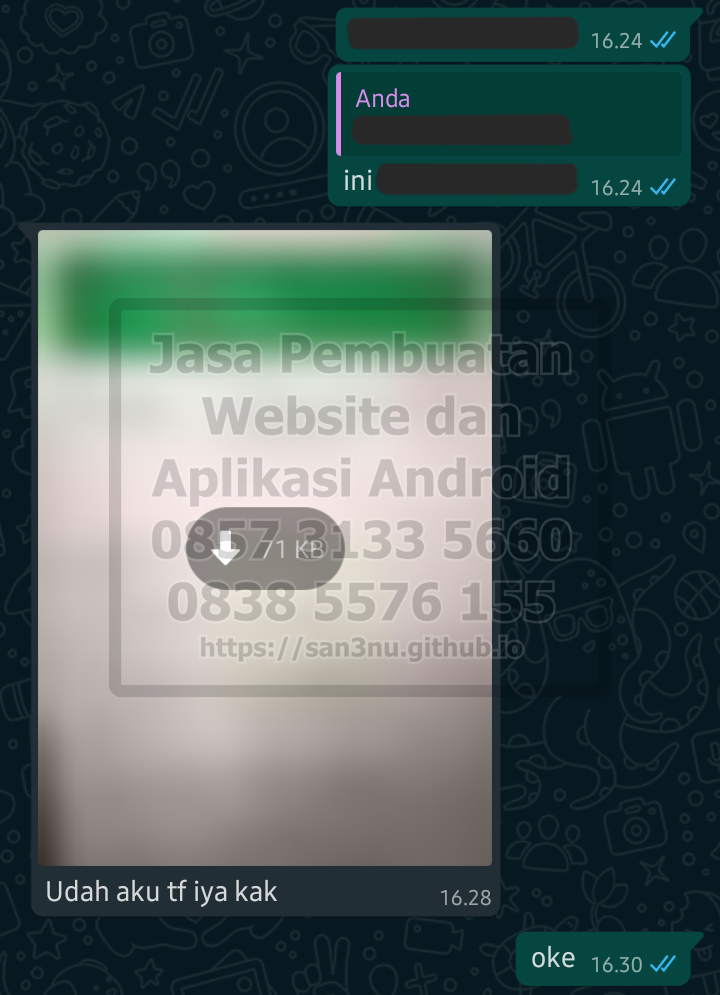 16.24
Anda
ini
16.24
Jasa Pembuatan
Website dan
Aplikasi Android
0857 3133 5660
71 KB
0838 5576 155
https://san3nu.github.io
Udah aku tf iya kak
16.28
oke 16.30